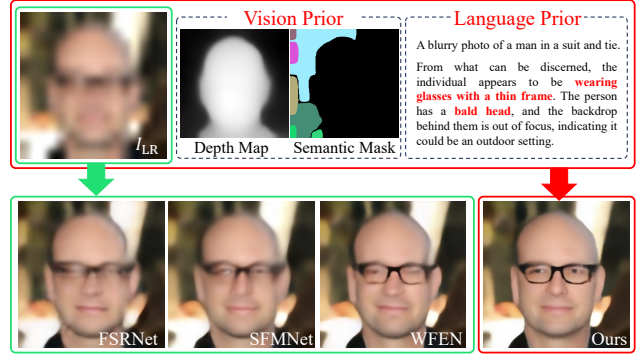 Vision Prior
Language Prior
I_LR
Depth Map
Semantic Mask
A blurry photo of a man in a suit and tie.
From what can be discerned, the
individual appears to be wearing
glasses with a thin frame. The person
has a bald head, and the backdrop
behind them is out of focus, indicating it
could be an outdoor setting.
FSRNet
SFMNet
WFEN
Ours